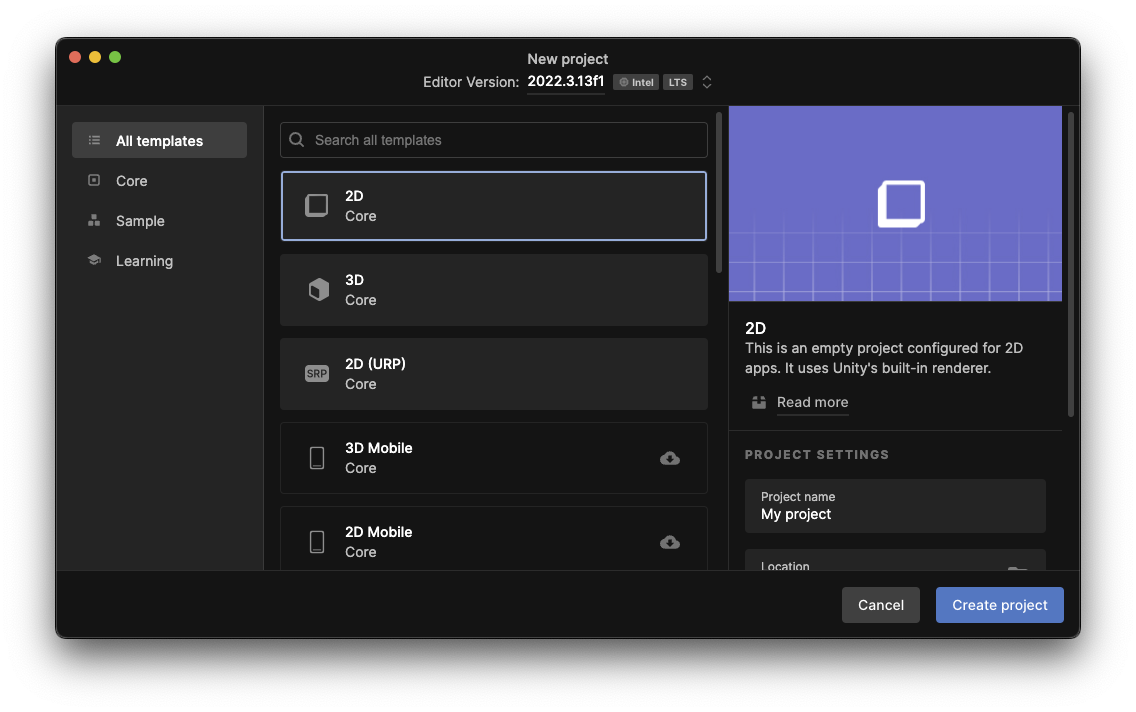 New project
Editor Version: 2022.3.13f1 Intel LTS
All templates
Core
Sample
Learning
Search all templates
2D
Core
3D
Core
SRP
2D (URP)
Core
3D Mobile
Core
2D Mobile
Core
2D
This is an empty project configured for 2D
apps. It uses Unity's built-in renderer.
Read more
PROJECT SETTINGS
Project name
My project
Location
Cancel
Create project